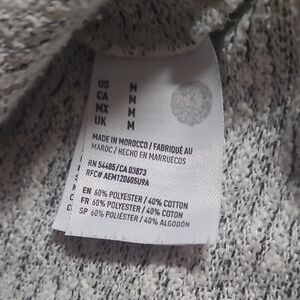 US M
CA M
MX M
UK M
MADE IN MOROCCO / FABRIQUÉ AU
MAROC / HECHO EN MARRUECOS
RN 54485/CA 03873
RFC# AEM120605U9A
EN 60% POLYESTER / 40% COTTON
FR 60% POLYESTER / 40% COTON
SP 60% POLIÉSTER / 40% ALGODÓN